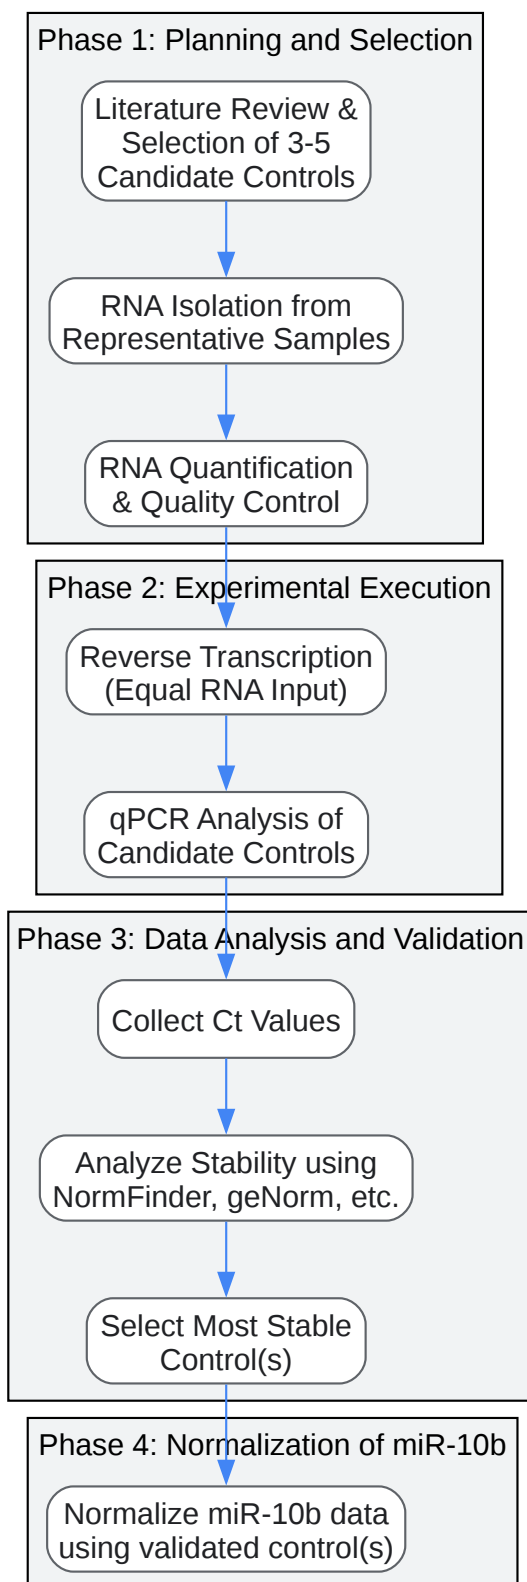 Phase 1: Planning and Selection
Literature Review &
Selection of 3-5
Candidate Controls
RNA Isolation from
Representative Samples
RNA Quantification
& Quality Control
Phase 2: Experimental Execution
Reverse Transcription
(Equal RNA Input)
qPCR Analysis of
Candidate Controls
Phase 3: Data Analysis and Validation
Collect Ct Values
Analyze Stability using
NormFinder, geNorm, etc.
Select Most Stable
Control(s)
Phase 4: Normalization of miR-10b
Normalize miR-10b data
using validated control(s)